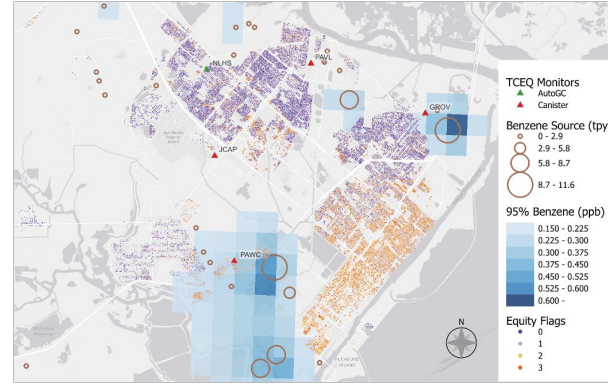 PAVL
NLHS
GROV
JCAP
PAWC
PLEASURE
ISLAND
N
TCEQ Monitors
AutoGC
Canister
Benzene Source (tpy
0 - 2.9
2.9 - 5.8
5.8 - 8.7
8.7 - 11.6
95% Benzene (ppb)
0.150 - 0.225
0.225 - 0.300
0.300 - 0.375
0.375 - 0.450
0.450 - 0.525
0.525 - 0.600
0.600 -
Equity Flags
0
1
2
3